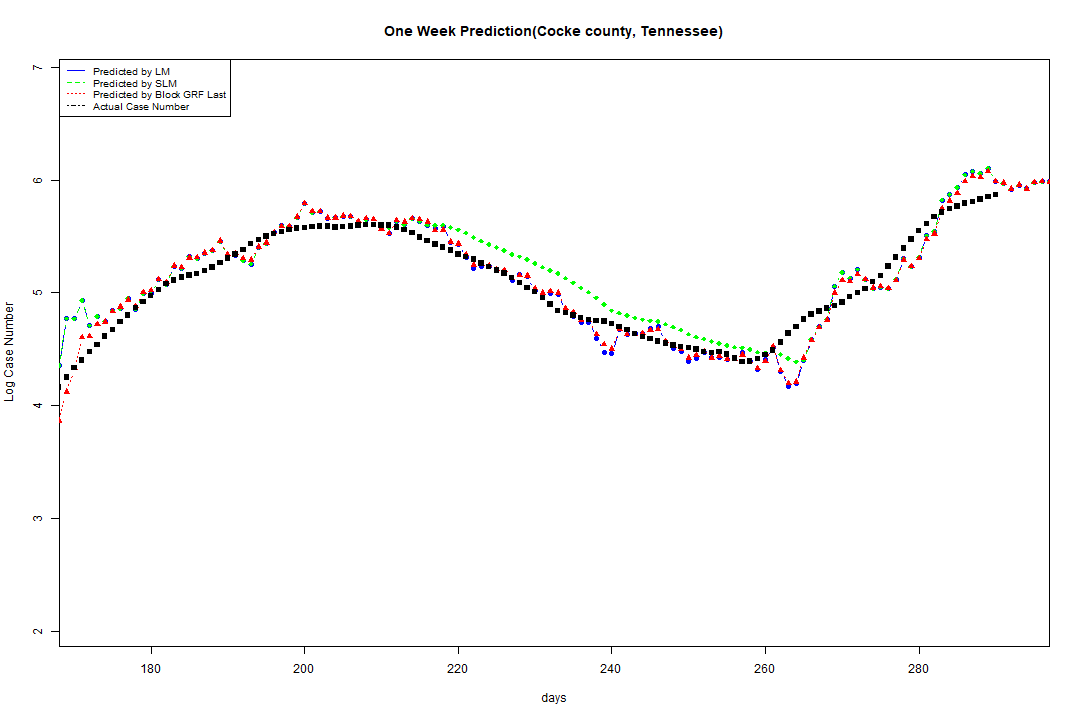 One Week Prediction(Cocke county, Tennessee)
Predicted by LM
Predicted by SLM
Predicted by Block GRF Last
Actual Case Number
7
6
5
4
3
2
Log Case Number
180 200 220 240 260 280
days